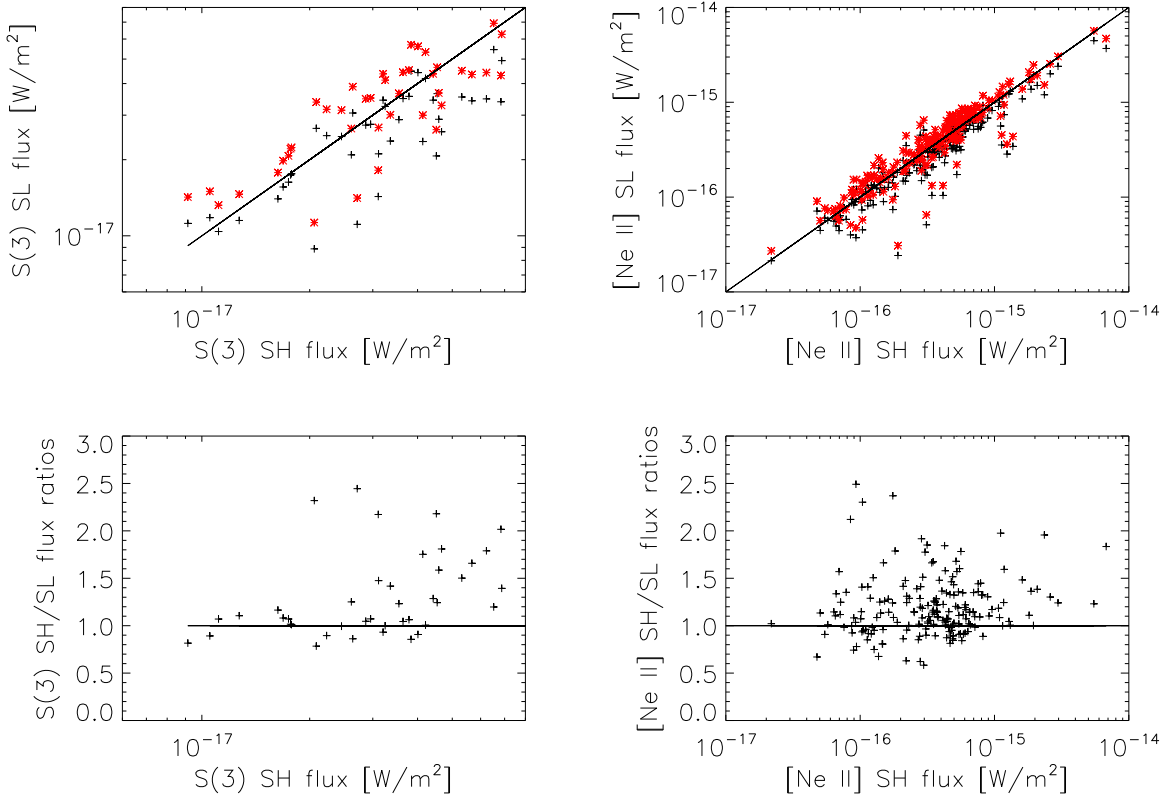 S(3) SL flux [W/m²]
10⁻¹⁷
10⁻¹⁷
S(3) SH flux [W/m²]
[Ne II] SL flux [W/m²]
10⁻¹⁴
10⁻¹⁵
10⁻¹⁶
10⁻¹⁷
10⁻¹⁷ 10⁻¹⁶ 10⁻¹⁵ 10⁻¹⁴
[Ne II] SH flux [W/m²]
S(3) SH/SL flux ratios
3.0
2.5
2.0
1.5
1.0
0.5
0.0
10⁻¹⁷
S(3) SH flux [W/m²]
[Ne II] SH/SL flux ratios
3.0
2.5
2.0
1.5
1.0
0.5
0.0
10⁻¹⁷ 10⁻¹⁶ 10⁻¹⁵ 10⁻¹⁴
[Ne II] SH flux [W/m²]